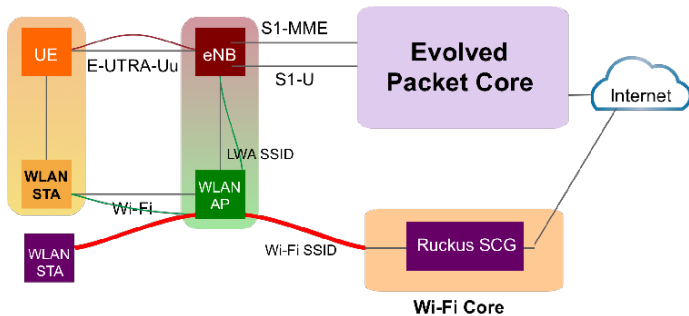 S1-MME
UE
eNB
Evolved
Packet Core
E-UTRA-Uu
S1-U
Internet
LWA SSID
WLAN
STA
WLAN
AP
Wi-Fi
WLAN
STA
Wi-Fi SSID
Ruckus SCG
Wi-Fi Core